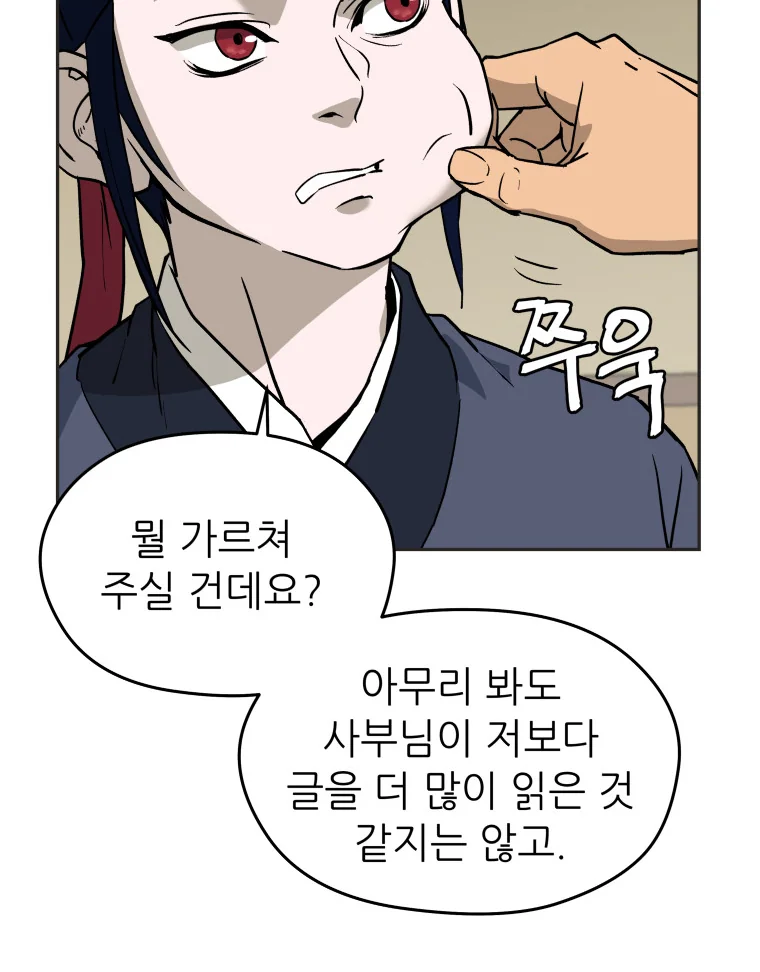 쭈욱
뭘 가르쳐
주실 건데요?
아무리 봐도
사부님이 저보다
글을 더 많이 읽은 것
같지는 않고.